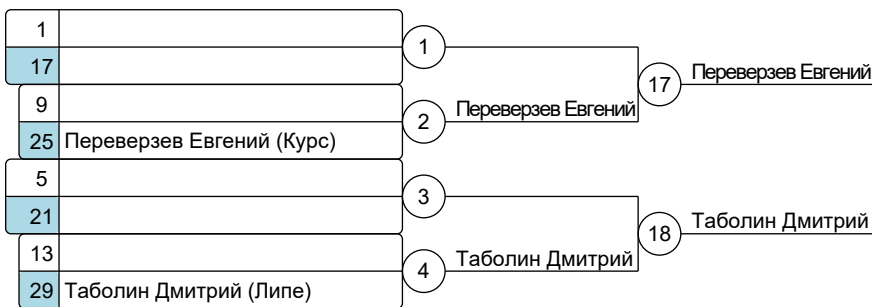 1
17
1
17
Переверзев Евгений
9
2
Переверзев Евгений
25 Переверзев Евгений (Курс)
5
21
3
18
Таболин Дмитрий
13
4
Таболин Дмитрий
29 Таболин Дмитрий (Липе)